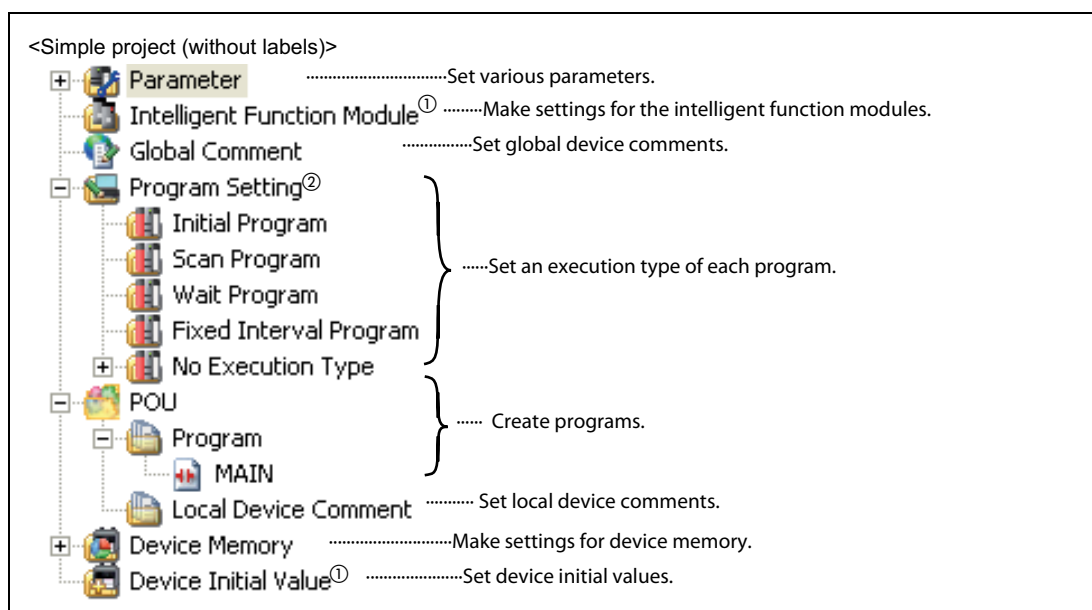 <Simple project (without labels)>
Parameter ································Set various parameters.
Intelligent Function Module① ·········Make settings for the intelligent function modules.
Global Comment ················Set global device comments.
Program Setting②
Initial Program
Scan Program ······Set an execution type of each program.
Wait Program
Fixed Interval Program
No Execution Type
POU
Program ······ Create programs.
MAIN
Local Device Comment ··········· Set local device comments.
Device Memory ····························Make settings for device memory.
Device Initial Value① ······················Set device initial values.